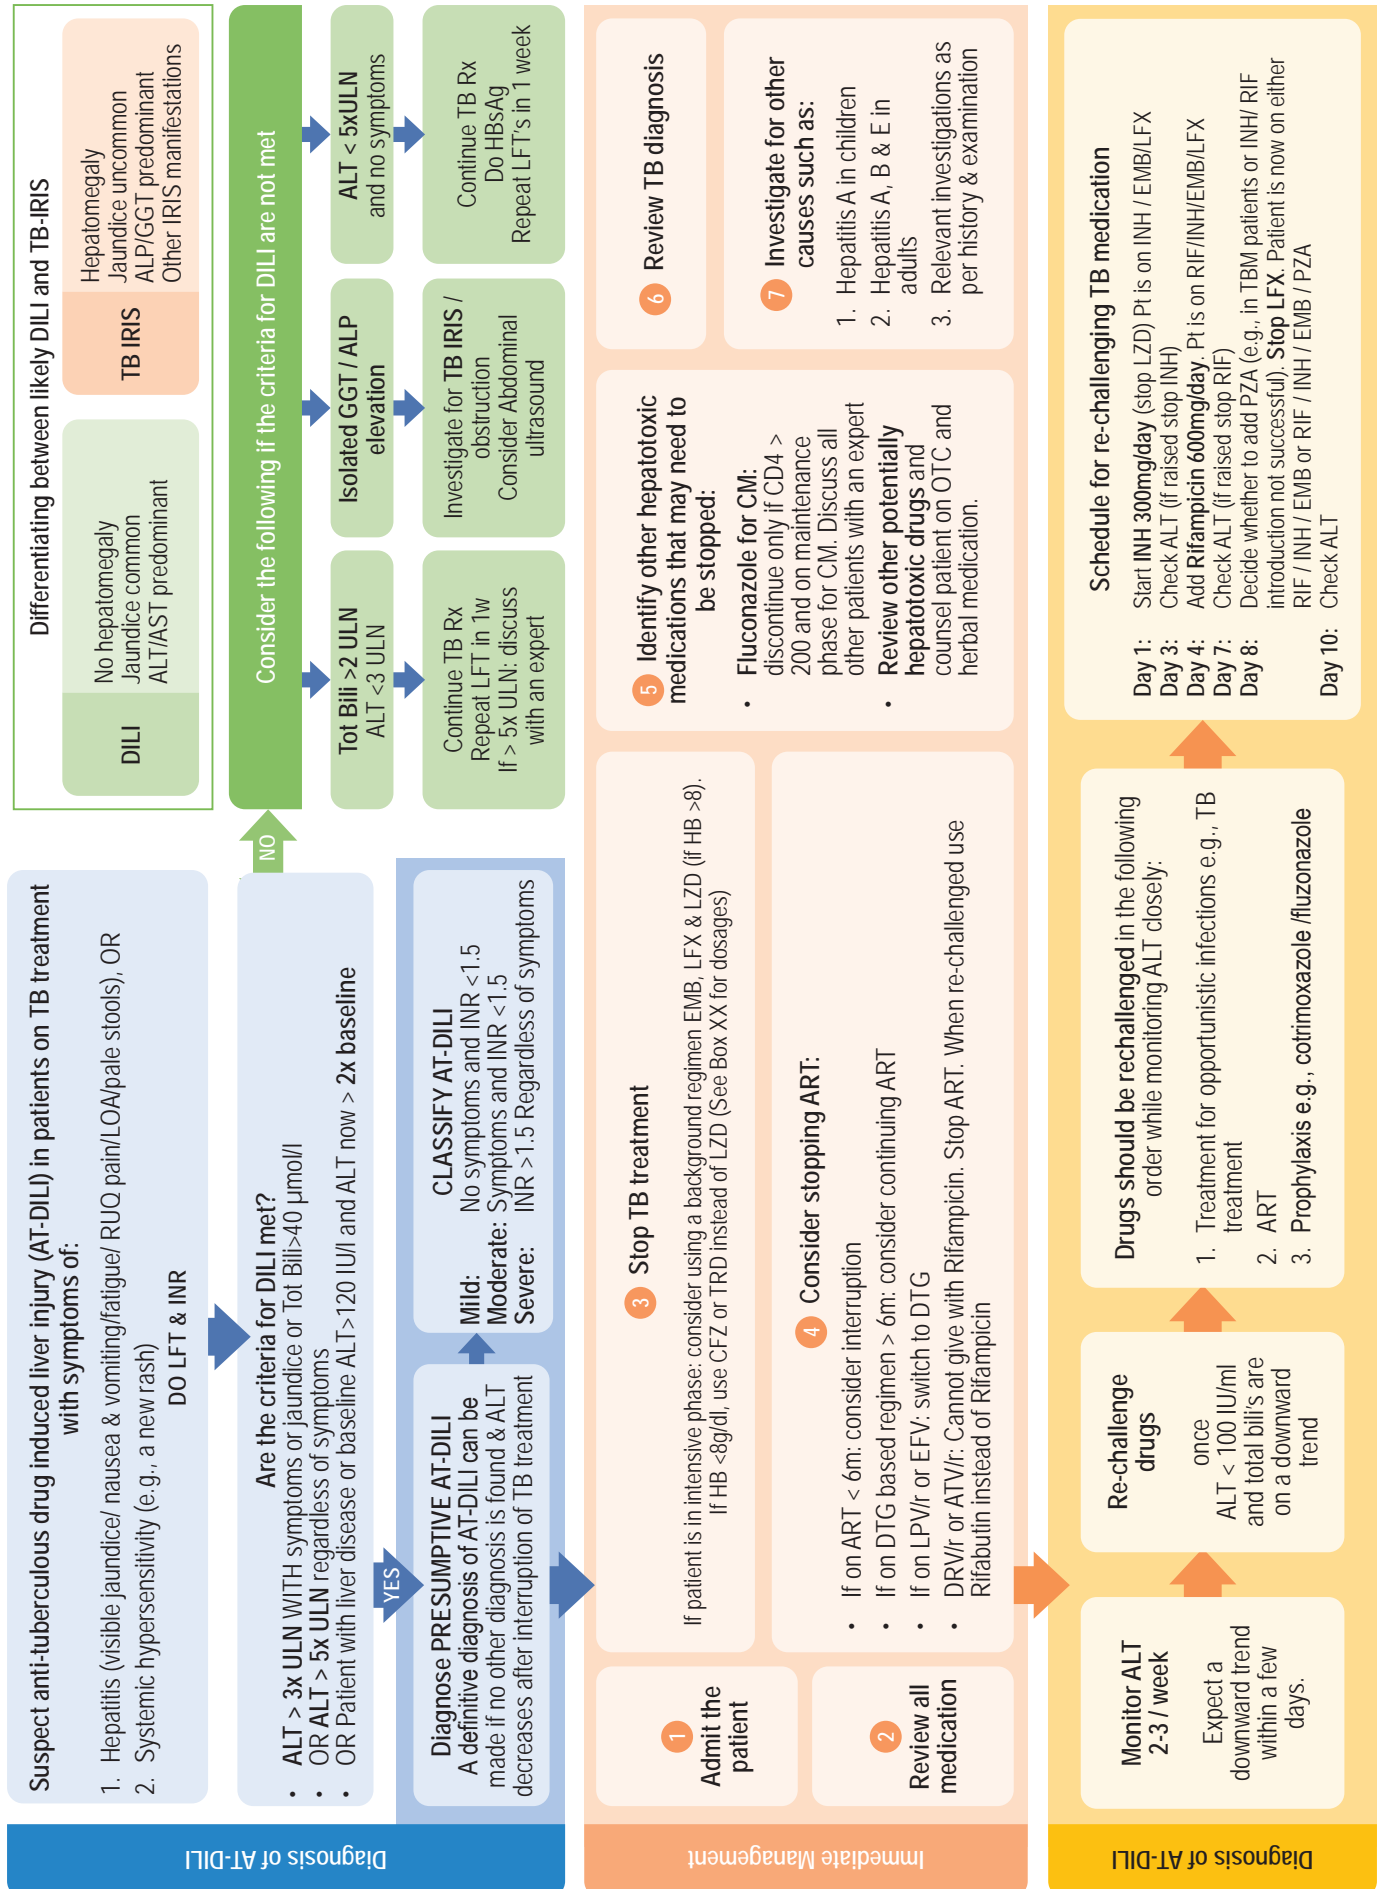 Diagnosis of AT-DILI
Suspect anti-tuberculous drug induced liver injury (AT-DILI) in patients on TB treatment
with symptoms of:
1. Hepatitis (visible jaundice/ nausea & vomiting/fatigue/ RUQ pain/LOA/pale stools), OR
2. Systemic hypersensitivity (e.g., a new rash)
DO LFT & INR
Are the criteria for DILI met?
• ALT > 3x ULN WITH symptoms or jaundice or Tot Bili>40 µmol/l
• OR ALT > 5x ULN regardless of symptoms
• OR Patient with liver disease or baseline ALT>120 IU/l and ALT now > 2x baseline
YES
Diagnose PRESUMPTIVE AT-DILI
A definitive diagnosis of AT-DILI can be
made if no other diagnosis is found & ALT
decreases after interruption of TB treatment
CLASSIFY AT-DILI
Mild: No symptoms and INR <1.5
Moderate: Symptoms and INR <1.5
Severe: INR >1.5 Regardless of symptoms
NO
Differentiating between likely DILI and TB-IRIS
DILI
No hepatomegaly
Jaundice common
ALT/AST predominant
TB IRIS
Hepatomegaly
Jaundice uncommon
ALP/GGT predominant
Other IRIS manifestations
Consider the following if the criteria for DILI are not met
Tot Bili >2 ULN
ALT <3 ULN
Continue TB Rx
Repeat LFT in 1w
If > 5x ULN: discuss
with an expert
Isolated GGT / ALP
elevation
Investigate for TB IRIS /
obstruction
Consider Abdominal
ultrasound
ALT < 5xULN
and no symptoms
Continue TB Rx
Do HBsAg
Repeat LFT's in 1 week
Immediate Management
1
Admit the
patient
2
Review all
medication
3 Stop TB treatment
If patient is in intensive phase: consider using a background regimen EMB, LFX & LZD (if HB >8).
If HB <8g/dl, use CFZ or TRD instead of LZD (See Box XX for dosages)
4 Consider stopping ART:
• If on ART < 6m: consider interruption
• If on DTG based regimen > 6m: consider continuing ART
• If on LPV/r or EFV: switch to DTG
• DRV/r or ATV/r: Cannot give with Rifampicin. Stop ART. When re-challenged use
Rifabutin instead of Rifampicin
5 Identify other hepatotoxic
medications that may need to
be stopped:
• Fluconazole for CM:
discontinue only if CD4 >
200 and on maintenance
phase for CM. Discuss all
other patients with an expert
• Review other potentially
hepatotoxic drugs and
counsel patient on OTC and
herbal medication.
6 Review TB diagnosis
7 Investigate for other
causes such as:
1. Hepatitis A in children
2. Hepatitis A, B & E in
adults
3. Relevant investigations as
per history & examination
Diagnosis of AT-DILI
Monitor ALT
2-3 / week
Expect a
downward trend
within a few
days.
Re-challenge
drugs
once
ALT < 100 IU/ml
and total bili's are
on a downward
trend
Drugs should be rechallenged in the following
order while monitoring ALT closely:
1. Treatment for opportunistic infections e.g., TB
treatment
2. ART
3. Prophylaxis e.g., cotrimoxazole /fluzonazole
Schedule for re-challenging TB medication
Day 1: Start INH 300mg/day (stop LZD) Pt is on INH / EMB/LFX
Day 3: Check ALT (if raised stop INH)
Day 4: Add Rifampicin 600mg/day. Pt is on RIF/INH/EMB/LFX
Day 7: Check ALT (if raised stop RIF)
Day 8: Decide whether to add PZA (e.g., in TBM patients or INH/ RIF
introduction not successful). Stop LFX. Patient is now on either
RIF / INH / EMB or RIF / INH / EMB / PZA
Day 10: Check ALT